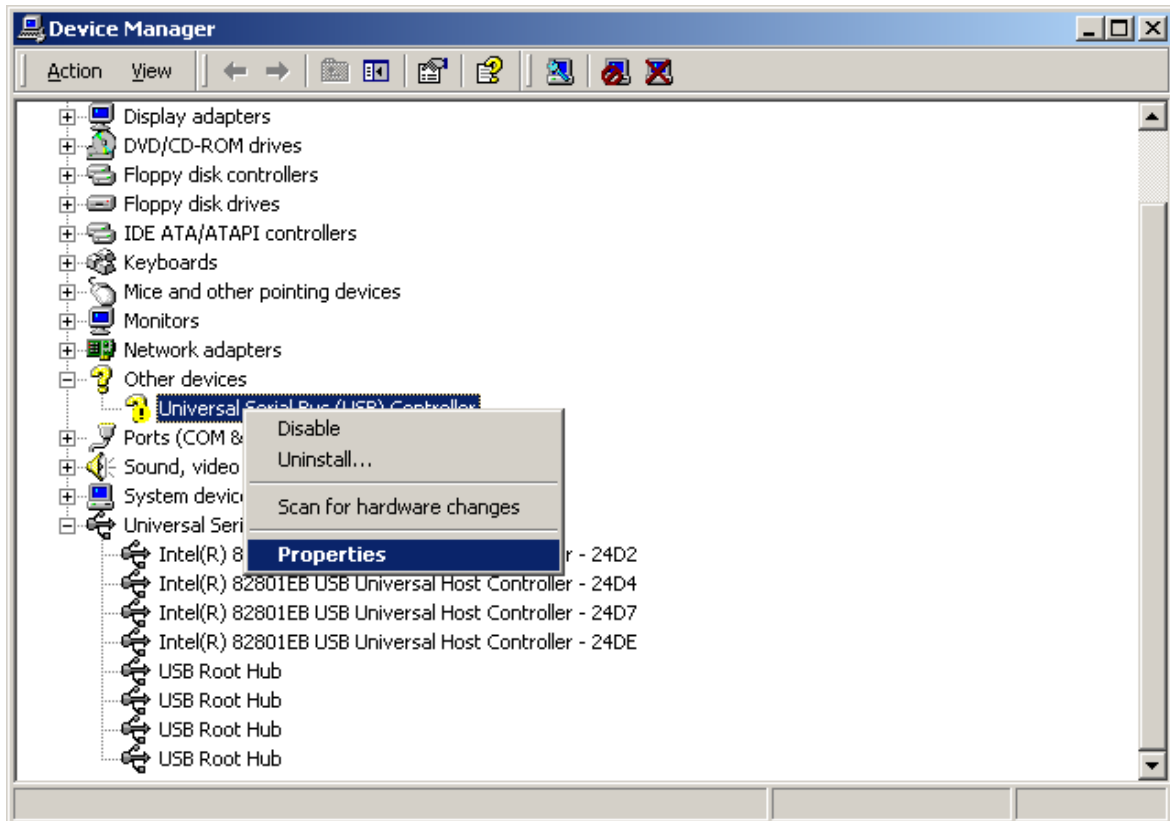 Device Manager
Action View
Display adapters
DVD/CD-ROM drives
Floppy disk controllers
Floppy disk drives
IDE ATA/ATAPI controllers
Keyboards
Mice and other pointing devices
Monitors
Network adapters
Other devices
Universal Serial Bus (USB) Controller
Disable
Ports (COM &
Uninstall...
Sound, video
System devic
Scan for hardware changes
Universal Seri
Properties
Intel(R) 8 r - 24D2
Intel(R) 82801EB USB Universal Host Controller - 24D4
Intel(R) 82801EB USB Universal Host Controller - 24D7
Intel(R) 82801EB USB Universal Host Controller - 24DE
USB Root Hub
USB Root Hub
USB Root Hub
USB Root Hub